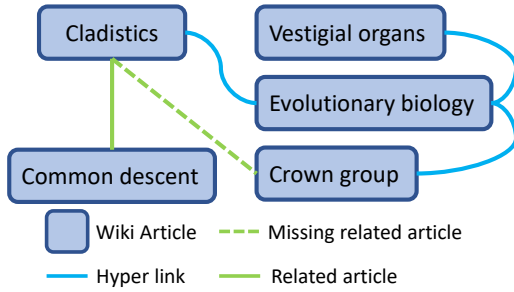 Cladistics
Vestigial organs
Evolutionary biology
Common descent
Crown group
Wiki Article
Missing related article
Hyper link
Related article